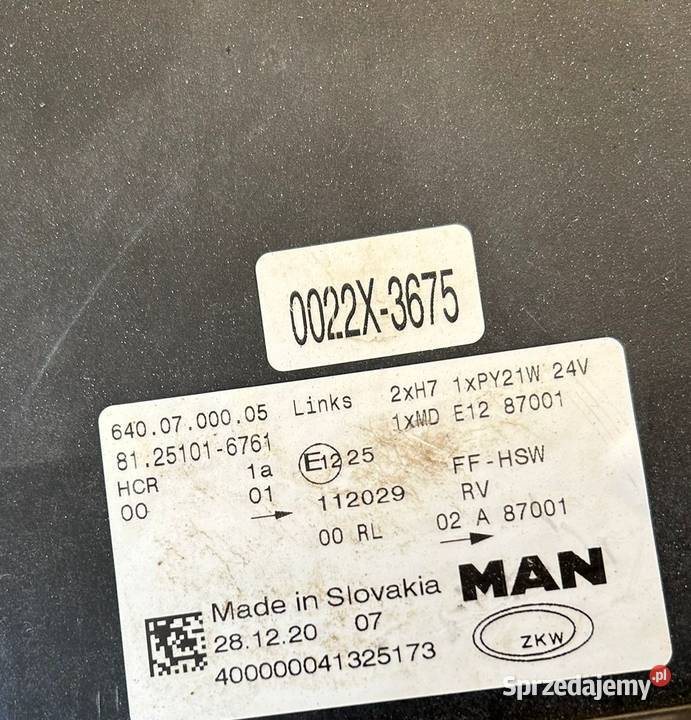 0022X-3675
640.07.000.05 Links 2xH7 1xPY21W 24V
81.25101-6761 1xMD E12 87001
HCR 1a E12 25 FF-HSW
00 01 112029 RV
00 RL 02 A 87001
Made in Slovakia MAN
28.12.20 07 ZKW
400000041325173
Sprzedajemy.pl